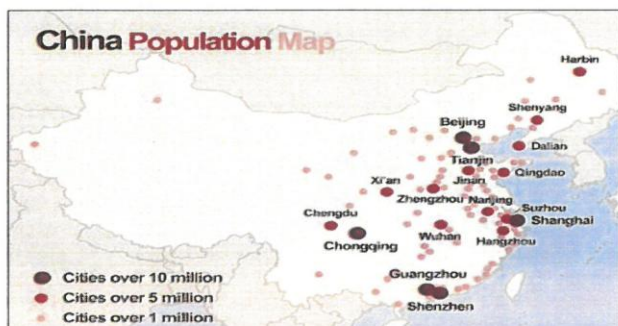 China Population Map
Harbin
Shenyang
Beijing
Dalian
Tianjin
Jinan
Qingdao
Xi'an
Zhengzhou
Nanjing
Suzhou
Shanghai
Chengdu
Chongqing
Wuhan
Hangzhou
Guangzhou
Shenzhen
Cities over 10 million
Cities over 5 million
Cities over 1 million